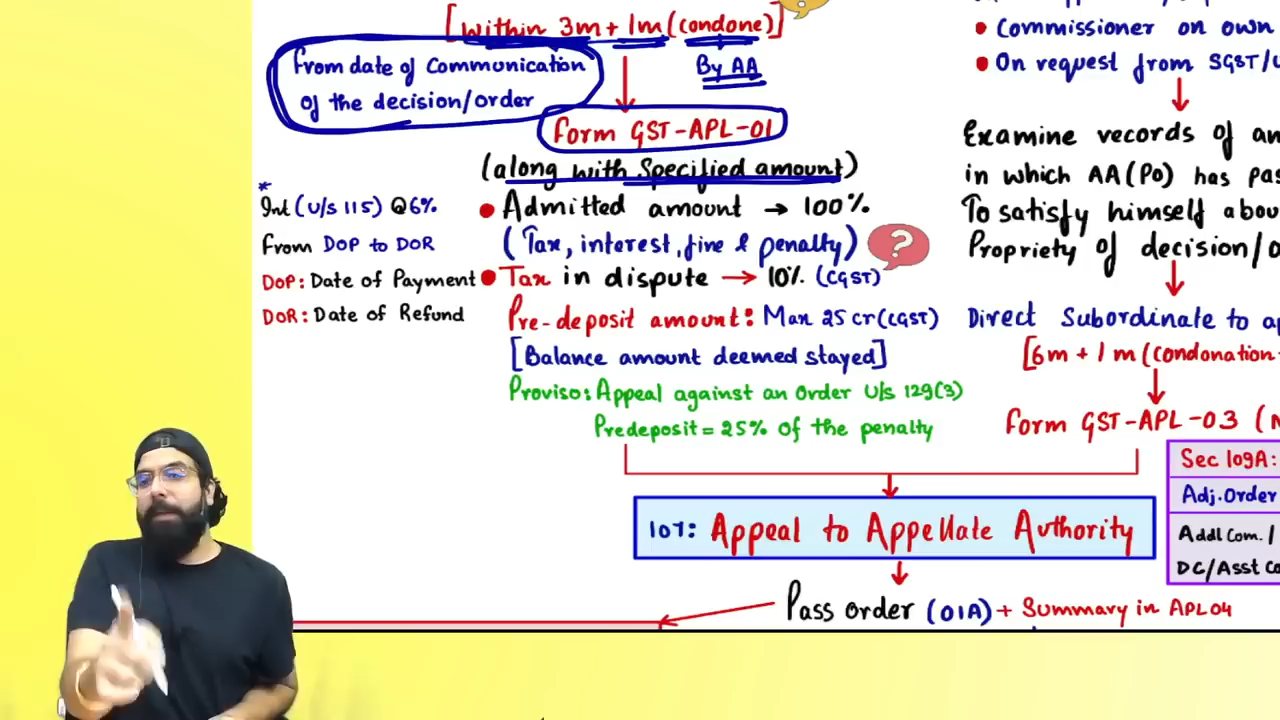 [within 3m + 1m (condone)]
By AA
from date of Communication
of the decision/order
form GST-APL-01
(along with Specified amount)
*
Int (U/s 115) @6%
from DOP to DOR
DOP: Date of Payment
DOR: Date of Refund
• Admitted amount → 100%
(Tax, interest, fine & penalty)
?
• Tax in dispute → 10% (CGST)
Pre-deposit amount: Max 25 cr (CGST)
[Balance amount deemed stayed]
Proviso: Appeal against an order U/s 129(3)
Predeposit = 25% of the penalty
• Commissioner on own
• On request from SGST/U
Examine records of an
in which AA(PO) has pas
To satisfy himself abou
Propriety of decision/o
Direct Subordinate to ap
[6m + 1m (condonation
form GST-APL-03 (
Sec 109A:
Adj. Order
Addl Com. /
DC/Asst Co
107: Appeal to Appellate Authority
Pass order (OIA) + Summary in APL 04